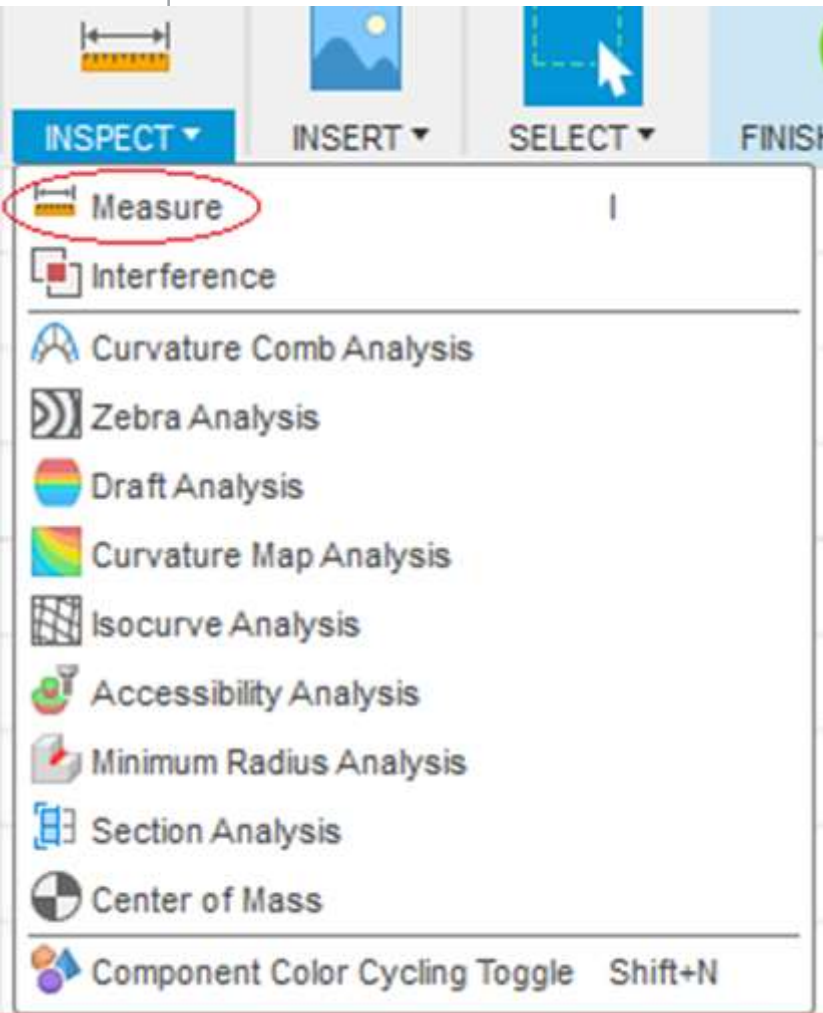 INSPECT INSERT SELECT FINISH
Measure I
Interference
Curvature Comb Analysis
Zebra Analysis
Draft Analysis
Curvature Map Analysis
Isocurve Analysis
Accessibility Analysis
Minimum Radius Analysis
Section Analysis
Center of Mass
Component Color Cycling Toggle Shift+N